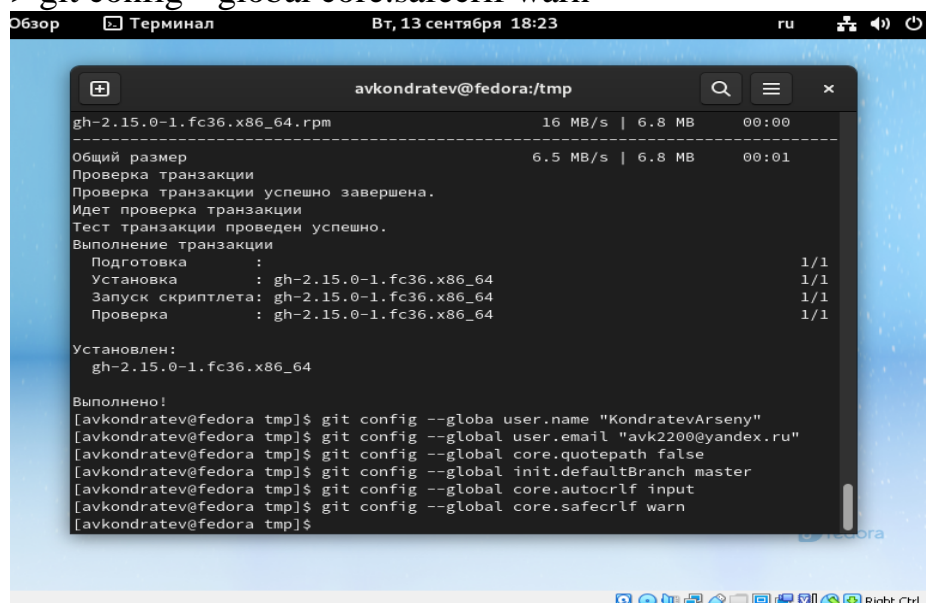 git config --global core.safecrlf warn
Обзор Терминал Вт, 13 сентября 18:23 ru
avkondratev@fedora:/tmp
gh-2.15.0-1.fc36.x86_64.rpm 16 MB/s | 6.8 MB 00:00
--------------------------------------------------------------------------------
Общий размер 6.5 MB/s | 6.8 MB 00:01
Проверка транзакции
Проверка транзакции успешно завершена.
Идет проверка транзакции
Тест транзакции проведен успешно.
Выполнение транзакции
Подготовка : 1/1
Установка : gh-2.15.0-1.fc36.x86_64 1/1
Запуск скриптлета: gh-2.15.0-1.fc36.x86_64 1/1
Проверка : gh-2.15.0-1.fc36.x86_64 1/1
Установлен:
gh-2.15.0-1.fc36.x86_64
Выполнено!
[avkondratev@fedora tmp]$ git config --globa user.name "KondratevArseny"
[avkondratev@fedora tmp]$ git config --global user.email "avk2200@yandex.ru"
[avkondratev@fedora tmp]$ git config --global core.quotepath false
[avkondratev@fedora tmp]$ git config --global init.defaultBranch master
[avkondratev@fedora tmp]$ git config --global core.autocrlf input
[avkondratev@fedora tmp]$ git config --global core.safecrlf warn
[avkondratev@fedora tmp]$
fedora
Right Ctrl